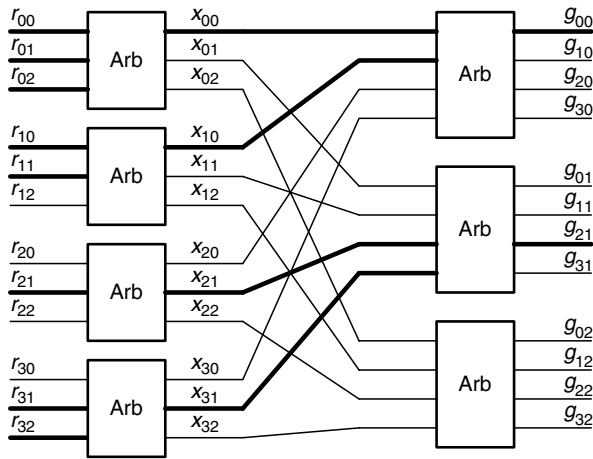 r00 x00 g00
r01 Arb x01 Arb g10
r02 x02 g20
g30
r10 x10
r11 Arb x11 g01
r12 x12 Arb g11
g21
r20 x20 g31
r21 Arb x21
r22 x22 g02
Arb g12
r30 x30 g22
r31 Arb x31 g32
r32 x32